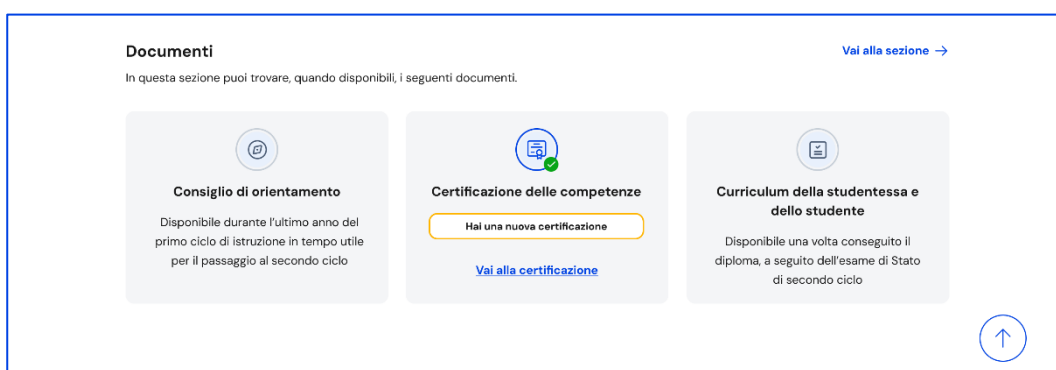 Documenti
Vai alla sezione →
In questa sezione puoi trovare, quando disponibili, i seguenti documenti.
Consiglio di orientamento
Disponibile durante l'ultimo anno del
primo ciclo di istruzione in tempo utile
per il passaggio al secondo ciclo
Certificazione delle competenze
Hai una nuova certificazione
Vai alla certificazione
Curriculum della studentessa e
dello studente
Disponibile una volta conseguito il
diploma, a seguito dell'esame di Stato
di secondo ciclo